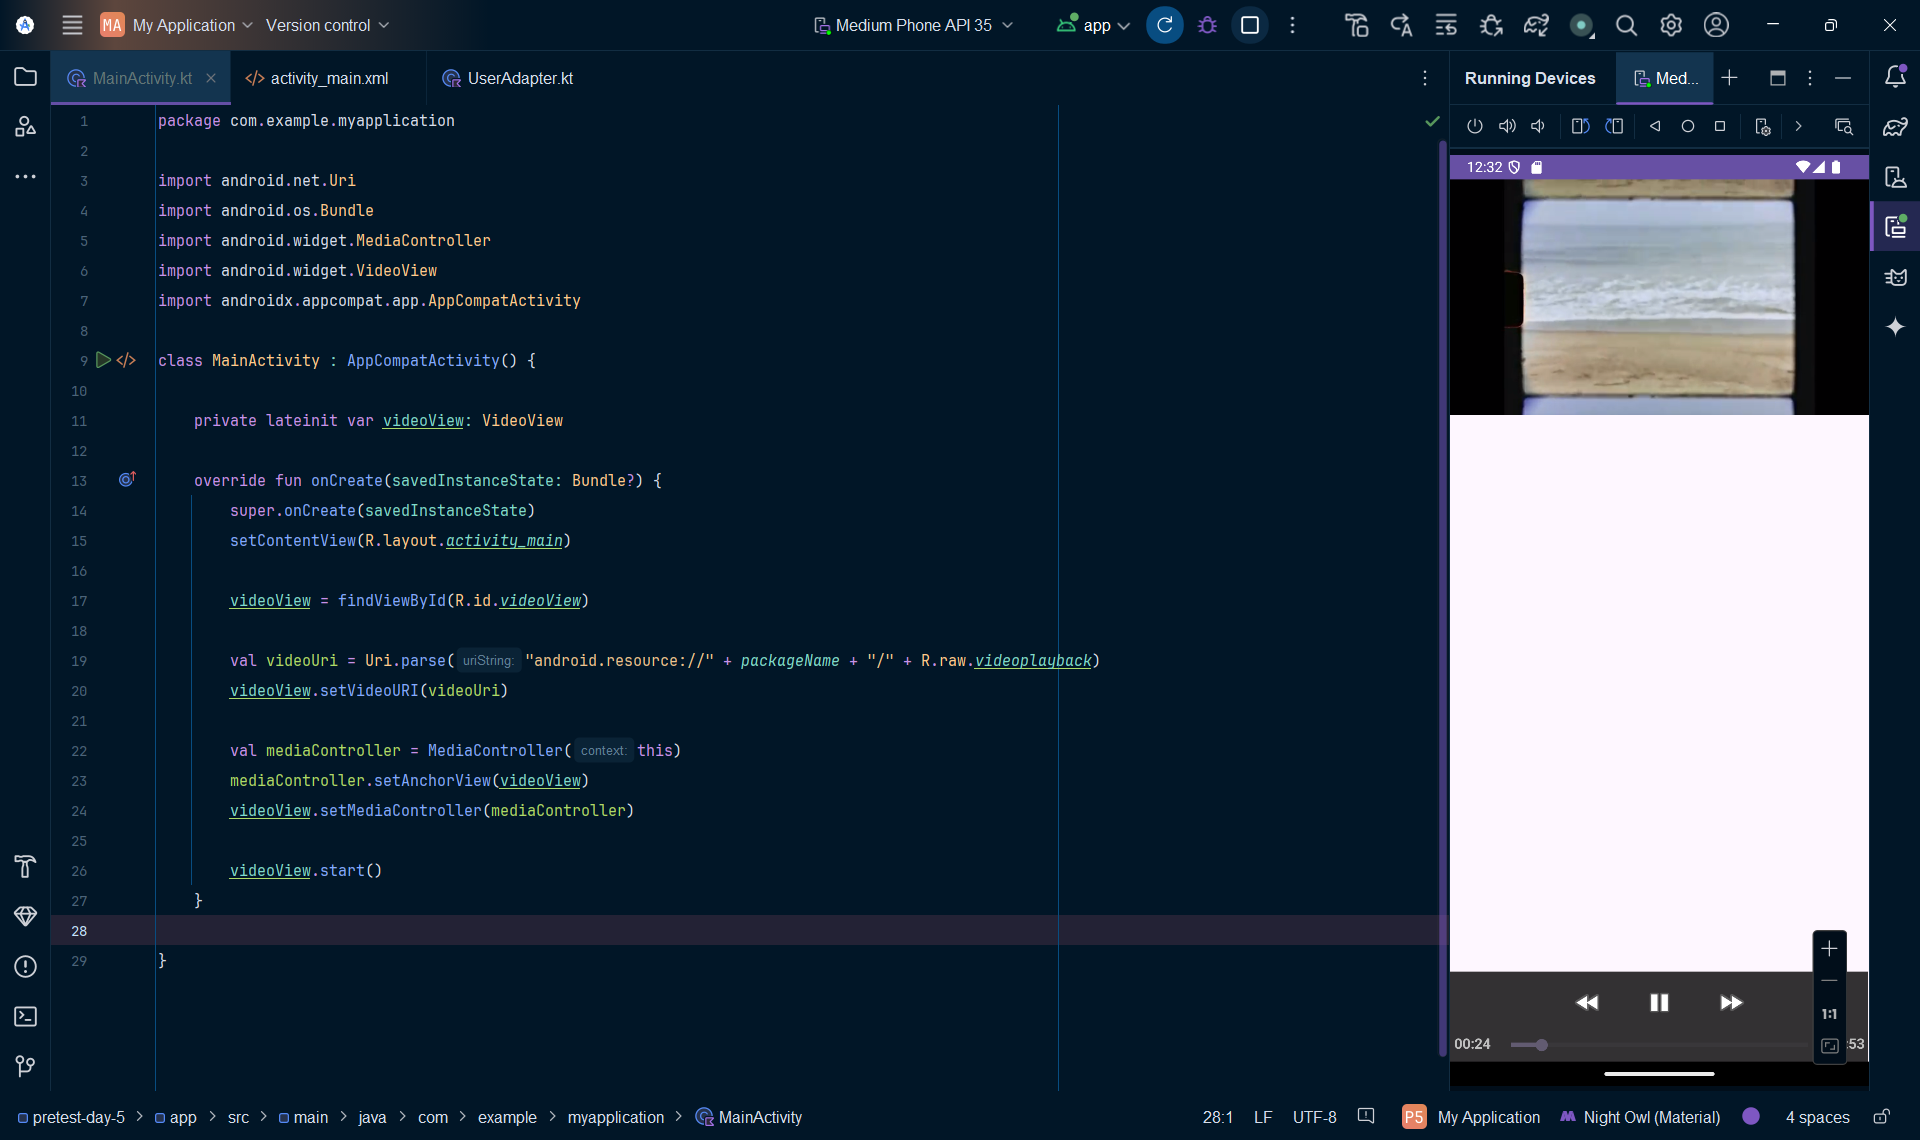 MA My Application Version control Medium Phone API 35 app
MainActivity.kt activity_main.xml UserAdapter.kt
Running Devices Med...
1 package com.example.myapplication
2
3 import android.net.Uri
4 import android.os.Bundle
5 import android.widget.MediaController
6 import android.widget.VideoView
7 import androidx.appcompat.app.AppCompatActivity
8
9 class MainActivity : AppCompatActivity() {
10
11 private lateinit var videoView: VideoView
12
13 override fun onCreate(savedInstanceState: Bundle?) {
14 super.onCreate(savedInstanceState)
15 setContentView(R.layout.activity_main)
16
17 videoView = findViewById(R.id.videoView)
18
19 val videoUri = Uri.parse( uriString: "android.resource://" + packageName + "/" + R.raw.videoplayback)
20 videoView.setVideoURI(videoUri)
21
22 val mediaController = MediaController( context: this)
23 mediaController.setAnchorView(videoView)
24 videoView.setMediaController(mediaController)
25
26 videoView.start()
27 }
28
29 }
12:32
1:1
00:24 :53
pretest-day-5 > app > src > main > java > com > example > myapplication > MainActivity
28:1 LF UTF-8 P5 My Application Night Owl (Material) 4 spaces